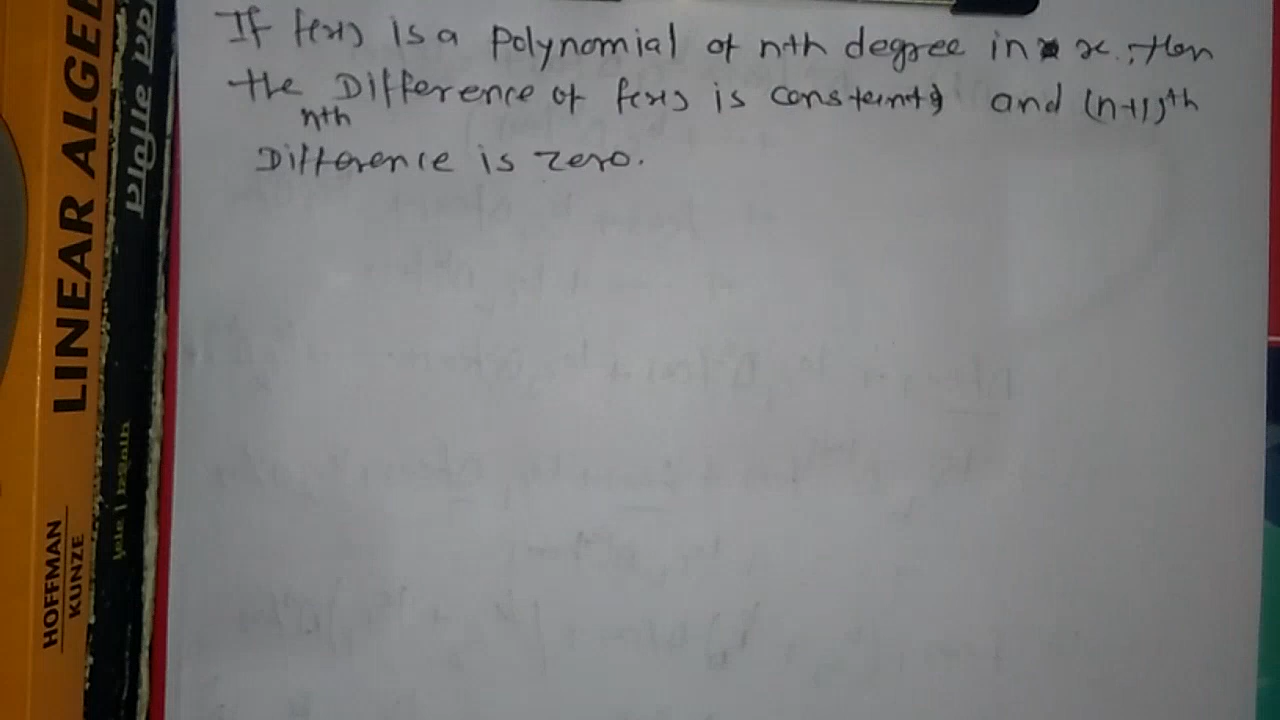 If f(x) is a Polynomial of nth degree in x, then
the Difference of f(x) is constant, and (n+1)th
nth
Difference is zero.
LINEAR ALGEB
HOFFMAN
KUNZE